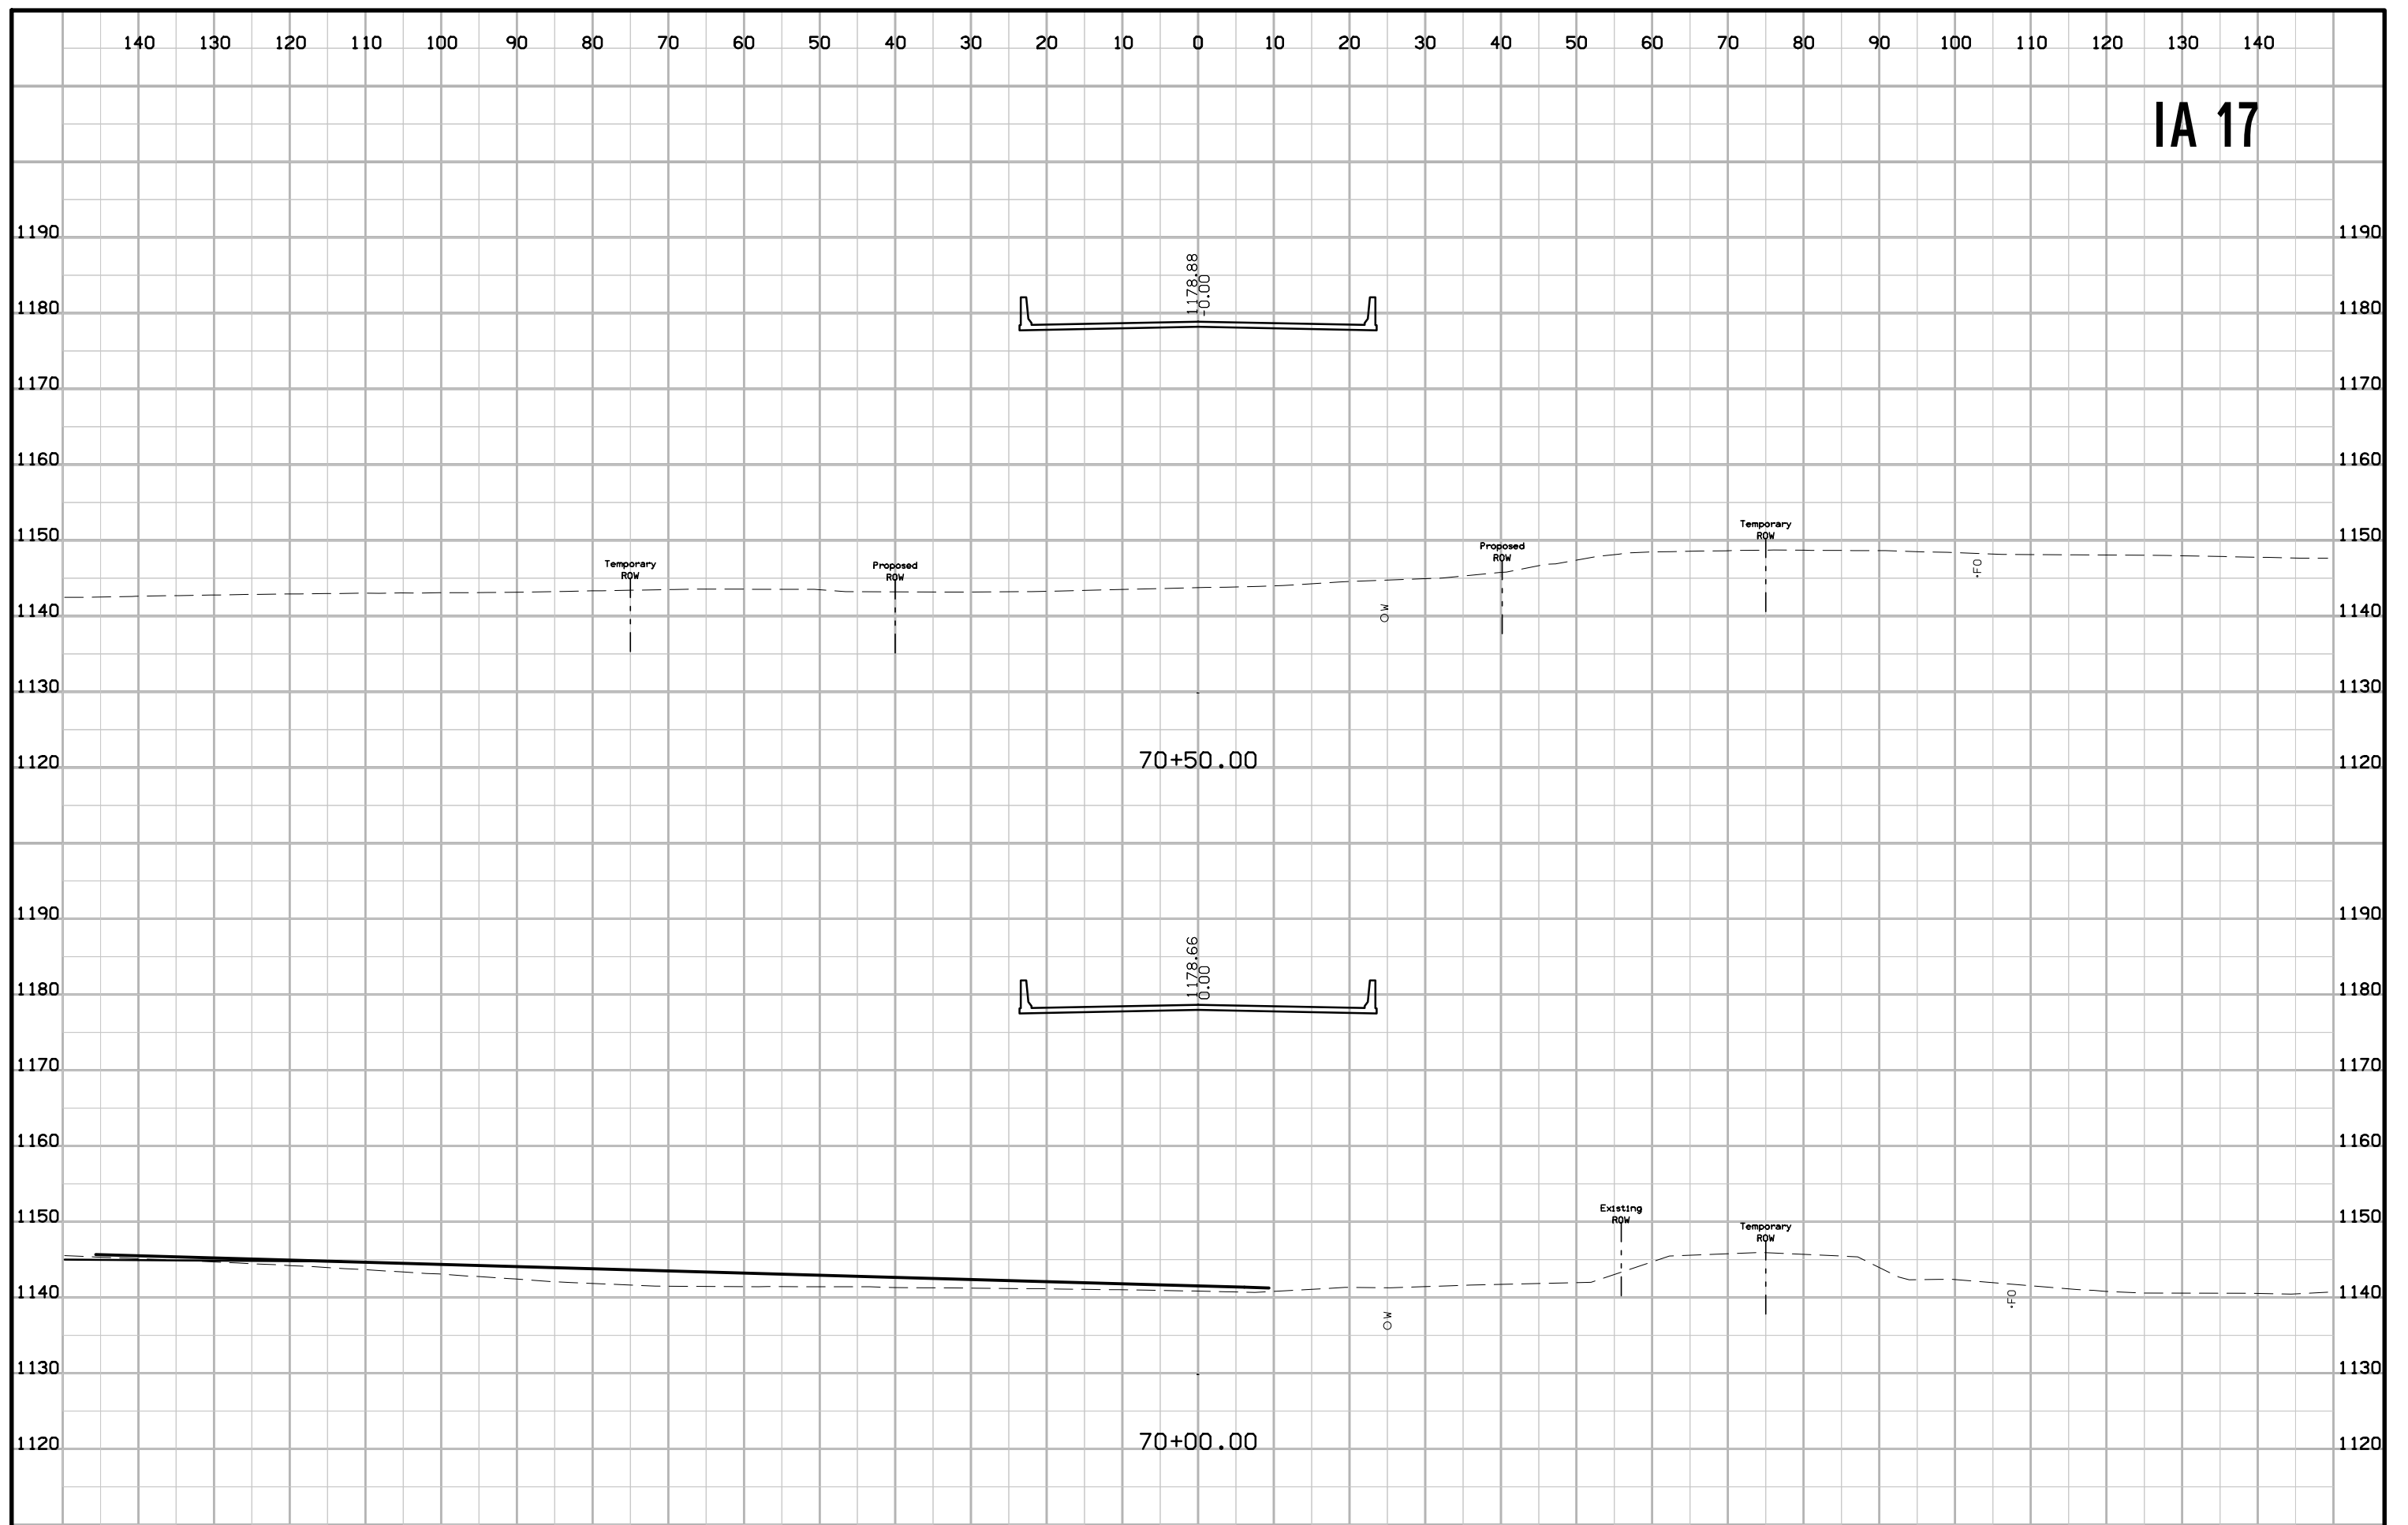 140 130 120 110 100 90 80 70 60 50 40 30 20 10 0 10 20 30 40 50 60 70 80 90 100 110 120 130 140
IA 17
1190 1190
1178.88
-0.00
1180 1180
1170 1170
1160 1160
1150 1150
Temporary
ROW
Proposed
ROW
Proposed
ROW
Temporary
ROW
FO
1140 1140
W
1130 1130
70+50.00
1120 1120
1190 1190
1178.66
0.00
1180 1180
1170 1170
1160 1160
1150 1150
Existing
ROW
Temporary
ROW
1140 1140
FO
W
1130 1130
70+00.00
1120 1120